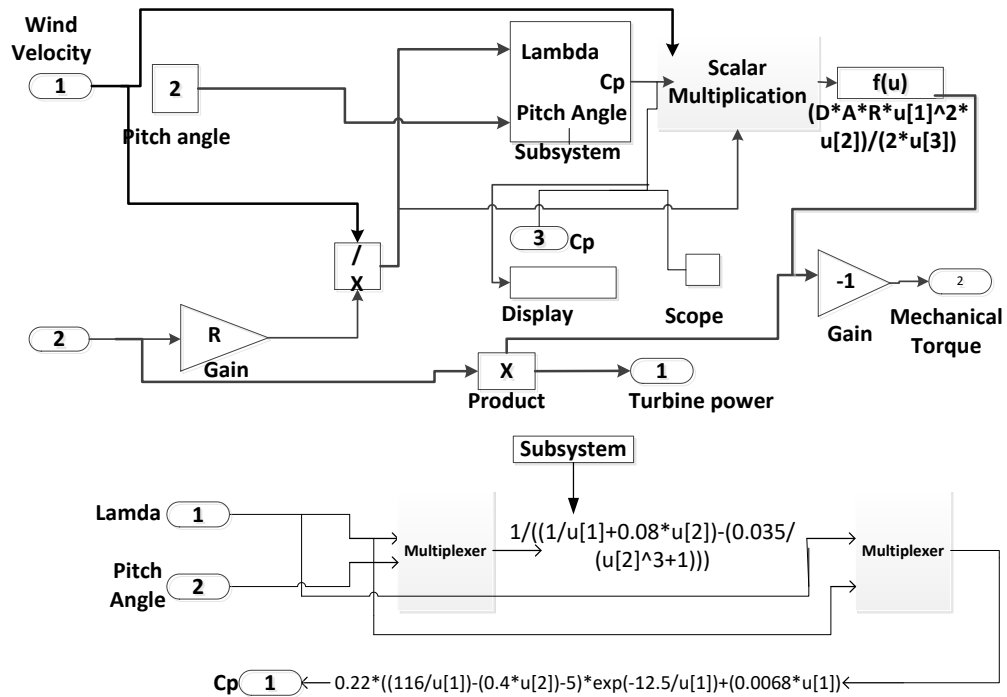 Wind
Velocity
1
2
Pitch angle
Lambda
Cp
Pitch Angle
Subsystem
Scalar
Multiplication
f(u)
(D*A*R*u[1]^2*
u[2])/(2*u[3])
/
X
3
Cp
Display
Scope
-1
Gain
2
Mechanical
Torque
2
R
Gain
X
Product
1
Turbine power
Subsystem
Lamda
1
Pitch
Angle
2
Multiplexer
1/((1/u[1]+0.08*u[2])-(0.035/
(u[2]^3+1)))
Multiplexer
Cp
1
0.22*((116/u[1])-(0.4*u[2])-5)*exp(-12.5/u[1])+(0.0068*u[1])